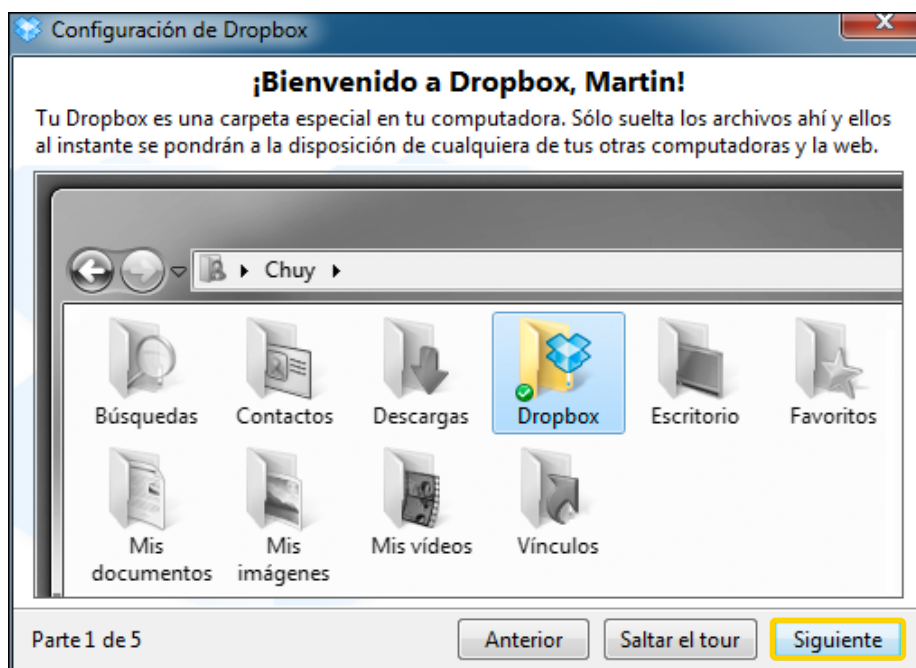 Configuración de Dropbox
X
¡Bienvenido a Dropbox, Martin!
Tu Dropbox es una carpeta especial en tu computadora. Sólo suelta los archivos ahí y ellos
al instante se pondrán a la disposición de cualquiera de tus otras computadoras y la web.
Chuy
Búsquedas Contactos Descargas Dropbox Escritorio Favoritos
Mis Mis Mis vídeos Vínculos
documentos imágenes
Parte 1 de 5 Anterior Saltar el tour Siguiente